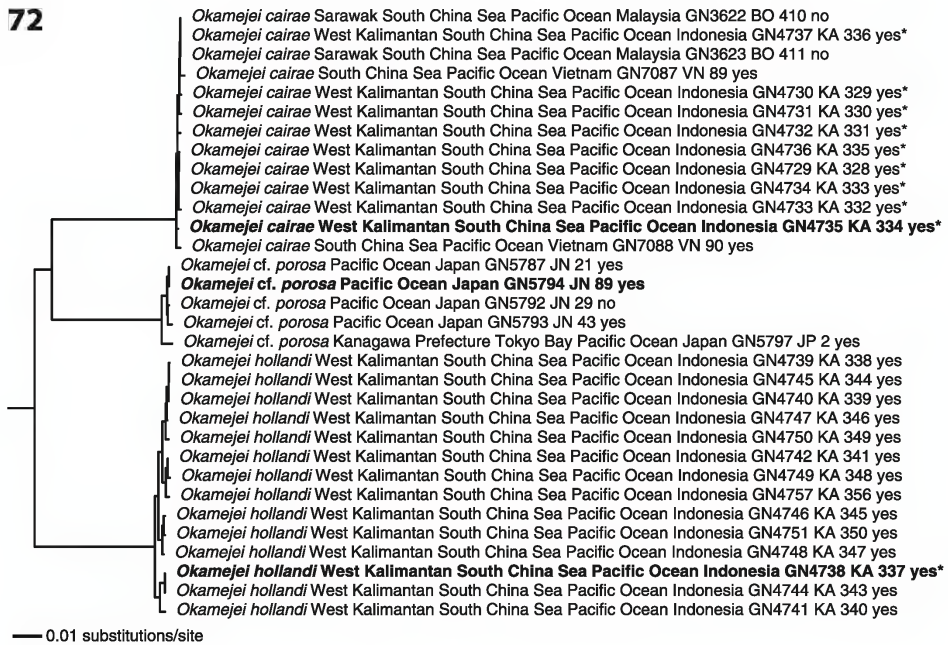 72
Okamejei cairae Sarawak South China Sea Pacific Ocean Malaysia GN3622 BO 410 no
Okamejei cairae West Kalimantan South China Sea Pacific Ocean Indonesia GN4737 KA 336 yes*
Okamejei cairae Sarawak South China Sea Pacific Ocean Malaysia GN3623 BO 411 no
Okamejei cairae South China Sea Pacific Ocean Vietnam GN7087 VN 89 yes
Okamejei cairae West Kalimantan South China Sea Pacific Ocean Indonesia GN4730 KA 329 yes*
Okamejei cairae West Kalimantan South China Sea Pacific Ocean Indonesia GN4731 KA 330 yes*
Okamejei cairae West Kalimantan South China Sea Pacific Ocean Indonesia GN4732 KA 331 yes*
Okamejei cairae West Kalimantan South China Sea Pacific Ocean Indonesia GN4736 KA 335 yes*
Okamejei cairae West Kalimantan South China Sea Pacific Ocean Indonesia GN4729 KA 328 yes*
Okamejei cairae West Kalimantan South China Sea Pacific Ocean Indonesia GN4734 KA 333 yes*
Okamejei cairae West Kalimantan South China Sea Pacific Ocean Indonesia GN4733 KA 332 yes*
Okamejei cairae West Kalimantan South China Sea Pacific Ocean Indonesia GN4735 KA 334 yes*
Okamejei cairae South China Sea Pacific Ocean Vietnam GN7088 VN 90 yes
Okamejei cf. porosa Pacific Ocean Japan GN5787 JN 21 yes
Okamejei cf. porosa Pacific Ocean Japan GN5794 JN 89 yes
Okamejei cf. porosa Pacific Ocean Japan GN5792 JN 29 no
Okamejei cf. porosa Pacific Ocean Japan GN5793 JN 43 yes
Okamejei cf. porosa Kanagawa Prefecture Tokyo Bay Pacific Ocean Japan GN5797 JP 2 yes
Okamejei hollandi West Kalimantan South China Sea Pacific Ocean Indonesia GN4739 KA 338 yes
Okamejei hollandi West Kalimantan South China Sea Pacific Ocean Indonesia GN4745 KA 344 yes
Okamejei hollandi West Kalimantan South China Sea Pacific Ocean Indonesia GN4740 KA 339 yes
Okamejei hollandi West Kalimantan South China Sea Pacific Ocean Indonesia GN4747 KA 346 yes
Okamejei hollandi West Kalimantan South China Sea Pacific Ocean Indonesia GN4750 KA 349 yes
Okamejei hollandi West Kalimantan South China Sea Pacific Ocean Indonesia GN4742 KA 341 yes
Okamejei hollandi West Kalimantan South China Sea Pacific Ocean Indonesia GN4749 KA 348 yes
Okamejei hollandi West Kalimantan South China Sea Pacific Ocean Indonesia GN4757 KA 356 yes
Okamejei hollandi West Kalimantan South China Sea Pacific Ocean Indonesia GN4746 KA 345 yes
Okamejei hollandi West Kalimantan South China Sea Pacific Ocean Indonesia GN4751 KA 350 yes
Okamejei hollandi West Kalimantan South China Sea Pacific Ocean Indonesia GN4748 KA 347 yes
Okamejei hollandi West Kalimantan South China Sea Pacific Ocean Indonesia GN4738 KA 337 yes*
Okamejei hollandi West Kalimantan South China Sea Pacific Ocean Indonesia GN4744 KA 343 yes
Okamejei hollandi West Kalimantan South China Sea Pacific Ocean Indonesia GN4741 KA 340 yes
0.01 substitutions/site